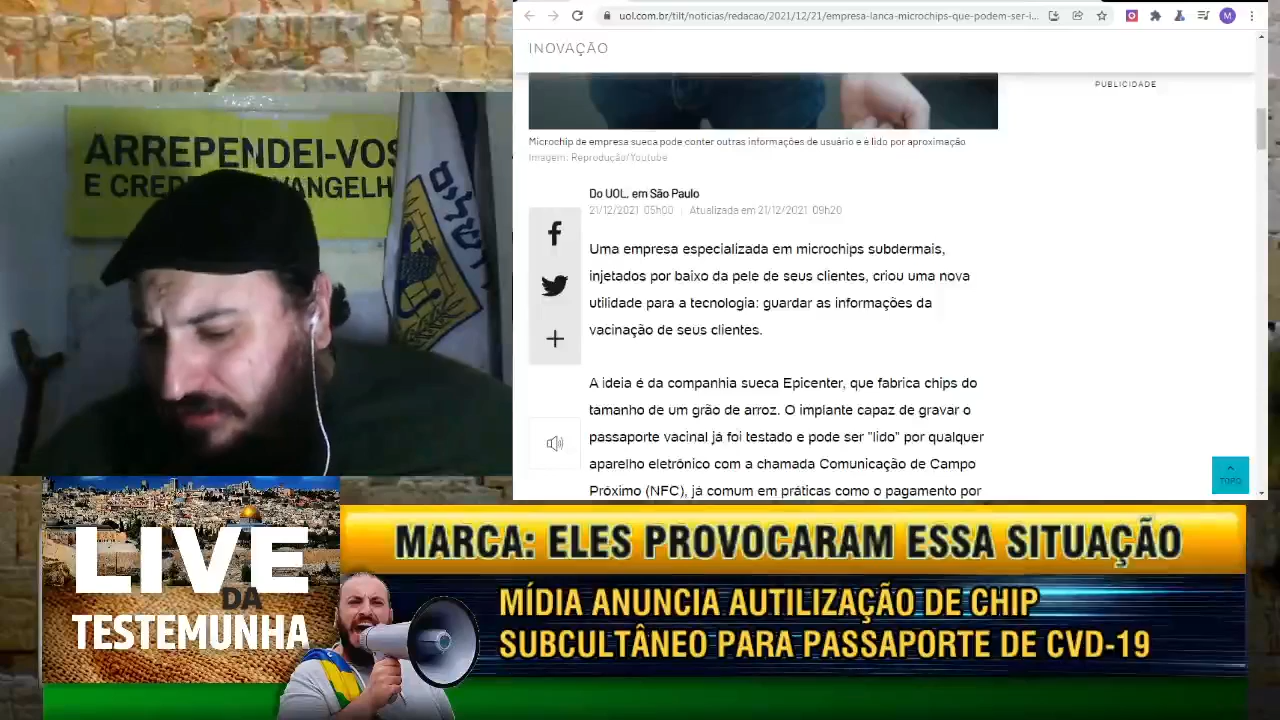 uol.com.br/tilt/noticias/redacao/2021/12/21/empresa-lanca-microchips-que-podem-ser-i...
M
INOVAÇÃO
PUBLICIDADE
Microchip de empresa sueca pode conter outras informações de usuário e é lido por aproximação
Imagem: Reprodução/Youtube
Do UOL, em São Paulo
21/12/2021 05h00 | Atualizada em 21/12/2021 09h20
Uma empresa especializada em microchips subdermais,
injetados por baixo da pele de seus clientes, criou uma nova
utilidade para a tecnologia: guardar as informações da
vacinação de seus clientes.
A ideia é da companhia sueca Epicenter, que fabrica chips do
tamanho de um grão de arroz. O implante capaz de gravar o
passaporte vacinal já foi testado e pode ser "lido" por qualquer
aparelho eletrônico com a chamada Comunicação de Campo
Próximo (NFC), já comum em práticas como o pagamento por
TOPO
ARREPENDEI-VOS
E CREDE VANGELH
ירושלים
LIVE
DA
TESTEMUNHA
MARCA: ELES PROVOCARAM ESSA SITUAÇÃO
MÍDIA ANUNCIA AUTILIZAÇÃO DE CHIP
SUBCULTÂNEO PARA PASSAPORTE DE CVD-19